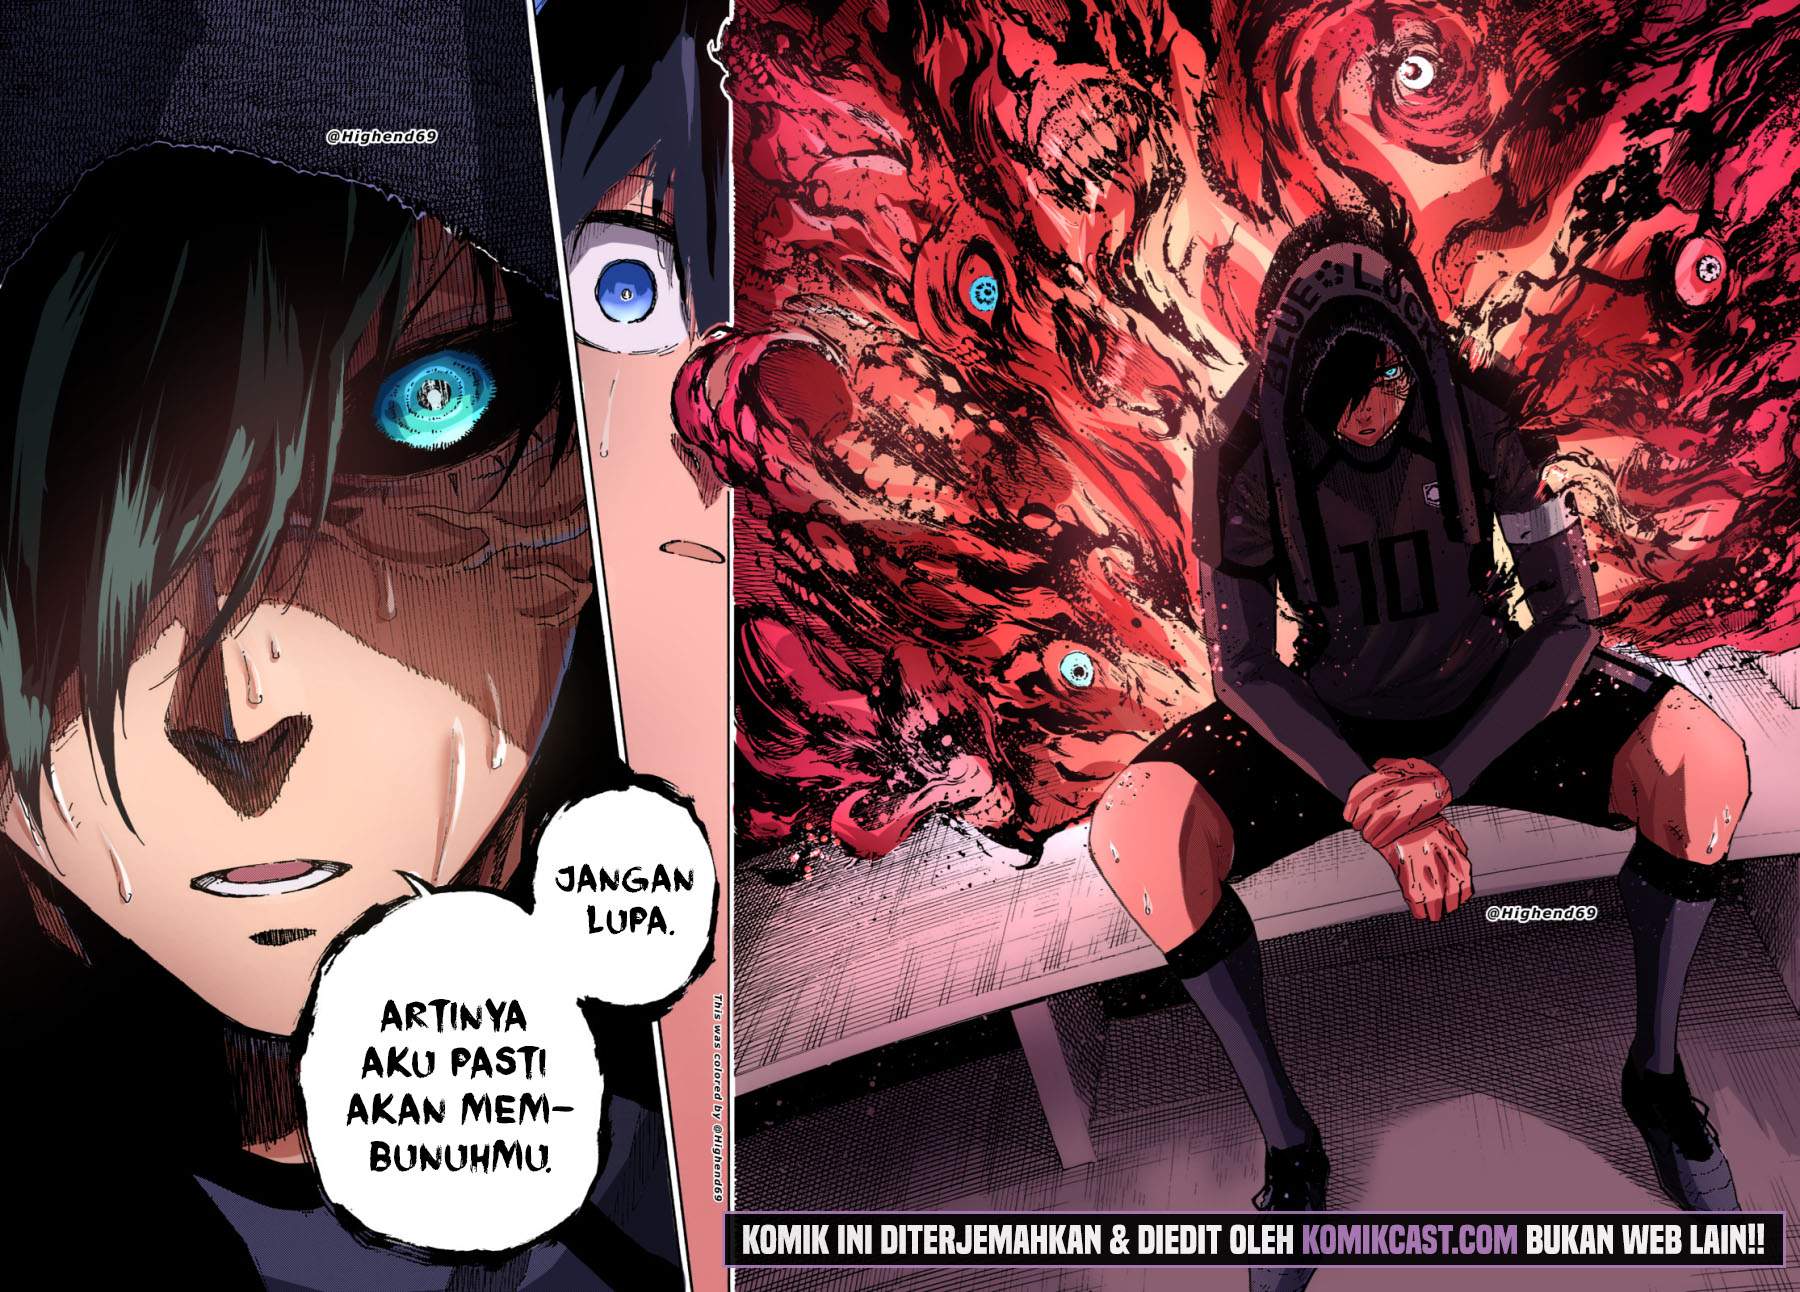 @Highend69
BLUE LOCK
10
@Highend69
JANGAN
LUPA.
ARTINYA
AKU PASTI
AKAN MEM-
BUNUHMU.
This was colored by @Highend69
KOMIK INI DITERJEMAHKAN & DIEDIT OLEH KOMIKCAST.COM BUKAN WEB LAIN!!